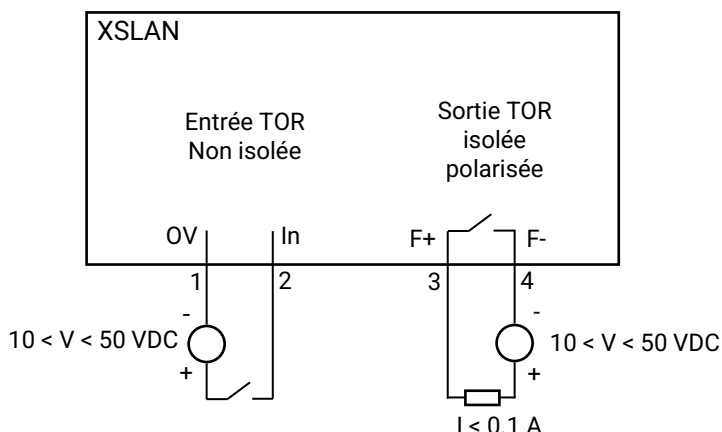 XSLAN
Entrée TOR
Non isolée
Sortie TOR
isolée
polarisée
OV
In
F+
F-
1
2
3
4
-
10 < V < 50 VDC
+
-
10 < V < 50 VDC
+
I < 0.1 A